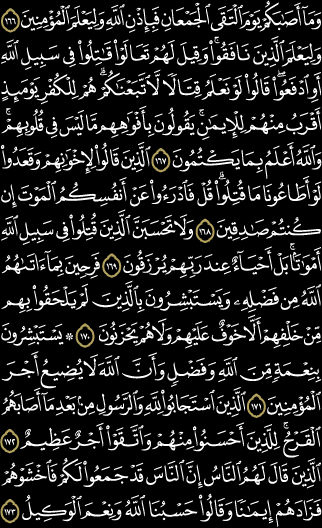 وَمَآ أَصَٰبَكُمْ يَوْمَ ٱلْتَقَى ٱلْجَمْعَانِ فَبِإِذْنِ ٱللَّهِ وَلِيَعْلَمَ ٱلْمُؤْمِنِينَ ١٦٦
وَلِيَعْلَمَ ٱلَّذِينَ نَافَقُوا۟ ۚ وَقِيلَ لَهُمْ تَعَالَوْا۟ قَٰتِلُوا۟ فِى سَبِيلِ ٱللَّهِ
أَوِ ٱدْفَعُوا۟ ۖ قَالُوا۟ لَوْ نَعْلَمُ قِتَالًا لَّٱتَّبَعْنَٰكُمْ ۗ هُمْ لِلْكُفْرِ يَوْمَئِذٍ
أَقْرَبُ مِنْهُمْ لِلْإِيمَٰنِ ۚ يَقُولُونَ بِأَفْوَٰهِهِم مَّا لَيْسَ فِى قُلُوبِهِمْ ۗ
وَٱللَّهُ أَعْلَمُ بِمَا يَكْتُمُونَ ١٦٧ ٱلَّذِينَ قَالُوا۟ لِإِخْوَٰنِهِمْ وَقَعَدُوا۟
لَوْ أَطَاعُونَا مَا قُتِلُوا۟ ۗ قُلْ فَٱدْرَءُوا۟ عَنْ أَنفُسِكُمُ ٱلْمَوْتَ إِن
كُنتُمْ صَٰدِقِينَ ١٦٨ وَلَا تَحْسَبَنَّ ٱلَّذِينَ قُتِلُوا۟ فِى سَبِيلِ ٱللَّهِ
أَمْوَٰتًۢا ۚ بَلْ أَحْيَآءٌ عِندَ رَبِّهِمْ يُرْزَقُونَ ١٦٩ فَرِحِينَ بِمَآ ءَاتَىٰهُمُ
ٱللَّهُ مِن فَضْلِهِۦ وَيَسْتَبْشِرُونَ بِٱلَّذِينَ لَمْ يَلْحَقُوا۟ بِهِم
مِّنْ خَلْفِهِمْ أَلَّا خَوْفٌ عَلَيْهِمْ وَلَا هُمْ يَحْزَنُونَ ١٧٠ ۞ يَسْتَبْشِرُونَ
بِنِعْمَةٍ مِّنَ ٱللَّهِ وَفَضْلٍ وَأَنَّ ٱللَّهَ لَا يُضِيعُ أَجْرَ
ٱلْمُؤْمِنِينَ ١٧١ ٱلَّذِينَ ٱسْتَجَابُوا۟ لِلَّهِ وَٱلرَّسُولِ مِنۢ بَعْدِ مَآ أَصَابَهُمُ
ٱلْقَرْحُ ۚ لِلَّذِينَ أَحْسَنُوا۟ مِنْهُمْ وَٱتَّقَوْا۟ أَجْرٌ عَظِيمٌ ١٧٢
ٱلَّذِينَ قَالَ لَهُمُ ٱلنَّاسُ إِنَّ ٱلنَّاسَ قَدْ جَمَعُوا۟ لَكُمْ فَٱخْشَوْهُمْ
فَزَادَهُمْ إِيمَٰنًا وَقَالُوا۟ حَسْبُنَا ٱللَّهُ وَنِعْمَ ٱلْوَكِيلُ ١٧٣